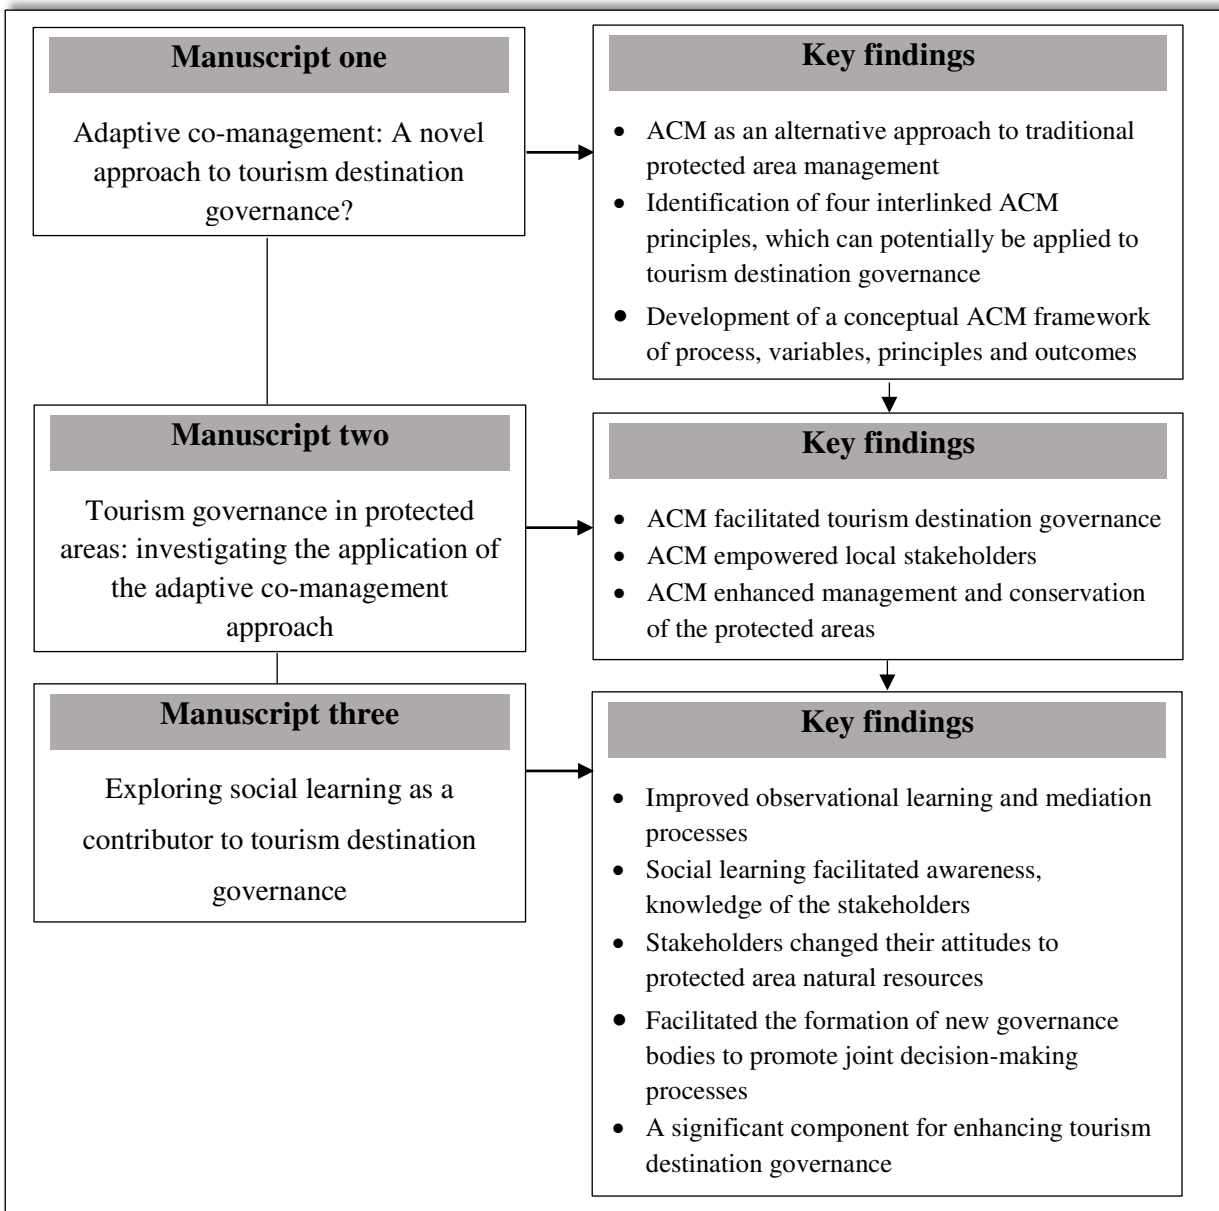 Manuscript one
Adaptive co-management: A novel
approach to tourism destination
governance?
Key findings
• ACM as an alternative approach to traditional
protected area management
• Identification of four interlinked ACM
principles, which can potentially be applied to
tourism destination governance
• Development of a conceptual ACM framework
of process, variables, principles and outcomes
Manuscript two
Tourism governance in protected
areas: investigating the application of
the adaptive co-management
approach
Key findings
• ACM facilitated tourism destination governance
• ACM empowered local stakeholders
• ACM enhanced management and conservation
of the protected areas
Manuscript three
Exploring social learning as a
contributor to tourism destination
governance
Key findings
• Improved observational learning and mediation
processes
• Social learning facilitated awareness,
knowledge of the stakeholders
• Stakeholders changed their attitudes to
protected area natural resources
• Facilitated the formation of new governance
bodies to promote joint decision-making
processes
• A significant component for enhancing tourism
destination governance